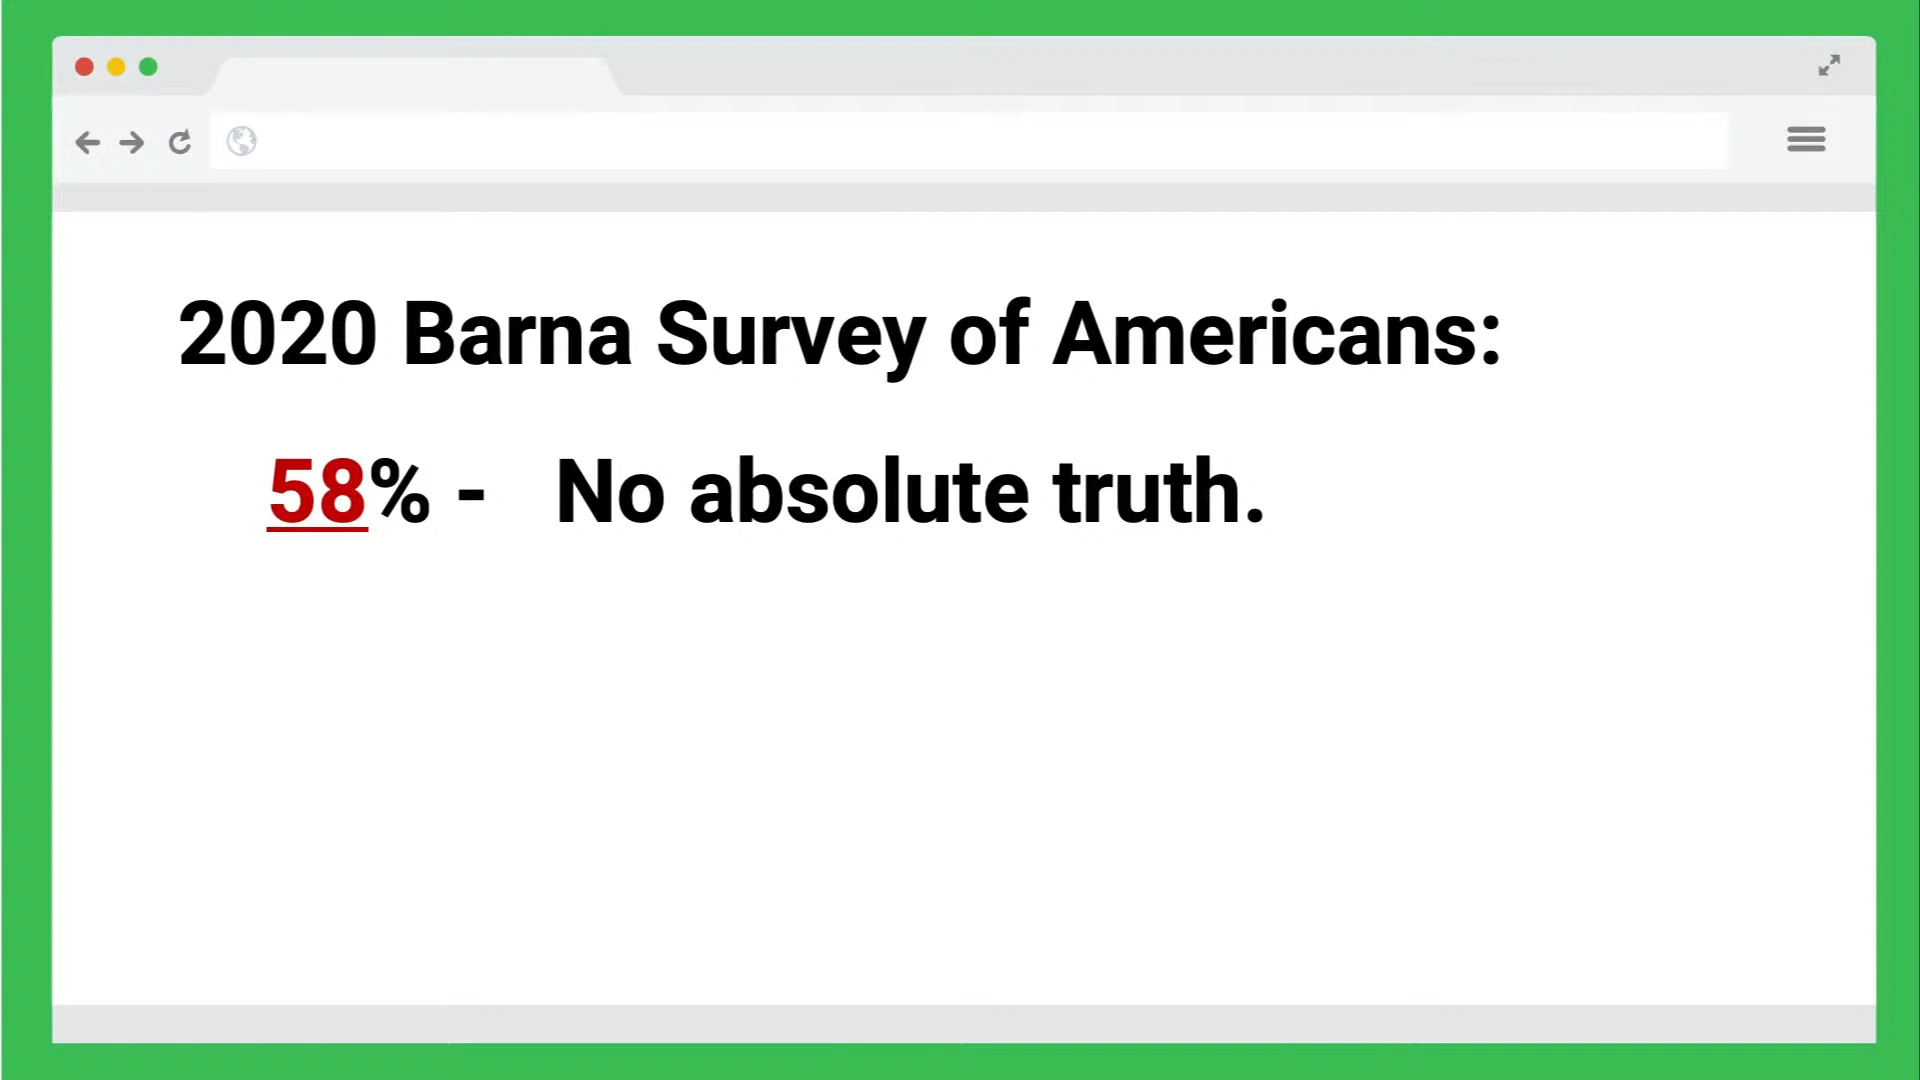 2020 Barna Survey of Americans:
58% - No absolute truth.